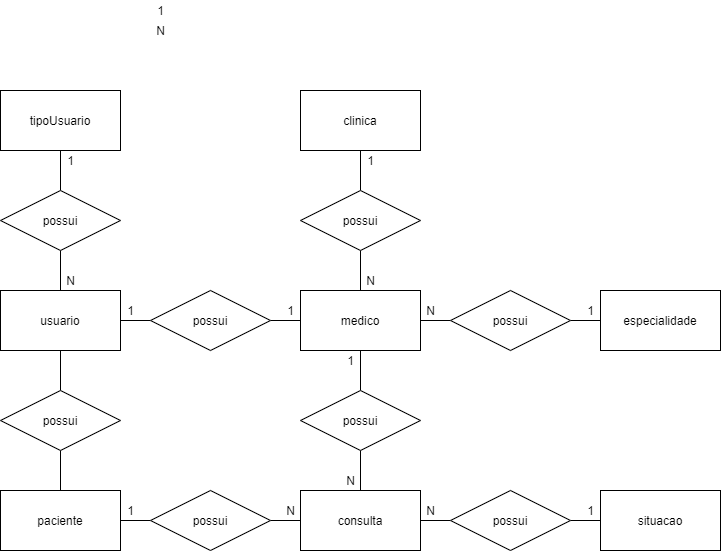 1
N
tipoUsuario
clinica
1
1
possui
possui
N
N
usuario
1
possui
1
medico
N
possui
1
especialidade
1
possui
possui
N
paciente
1
possui
N
consulta
N
possui
1
situacao